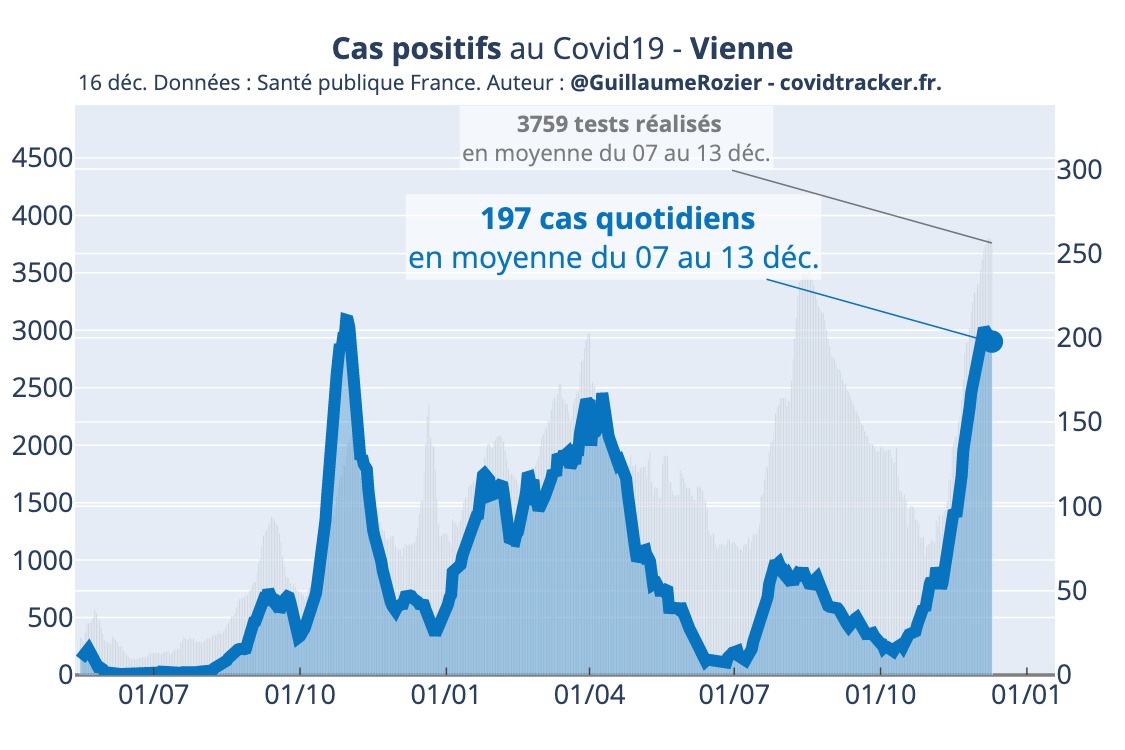 Cas positifs au Covid19 - Vienne
16 déc. Données : Santé publique France. Auteur : @GuillaumeRozier - covidtracker.fr.
3759 tests réalisés
en moyenne du 07 au 13 déc.
197 cas quotidiens
en moyenne du 07 au 13 déc.
4500
4000
3500
3000
2500
2000
1500
1000
500
0
300
250
200
150
100
50
0
01/07 01/10 01/01 01/04 01/07 01/10 01/01